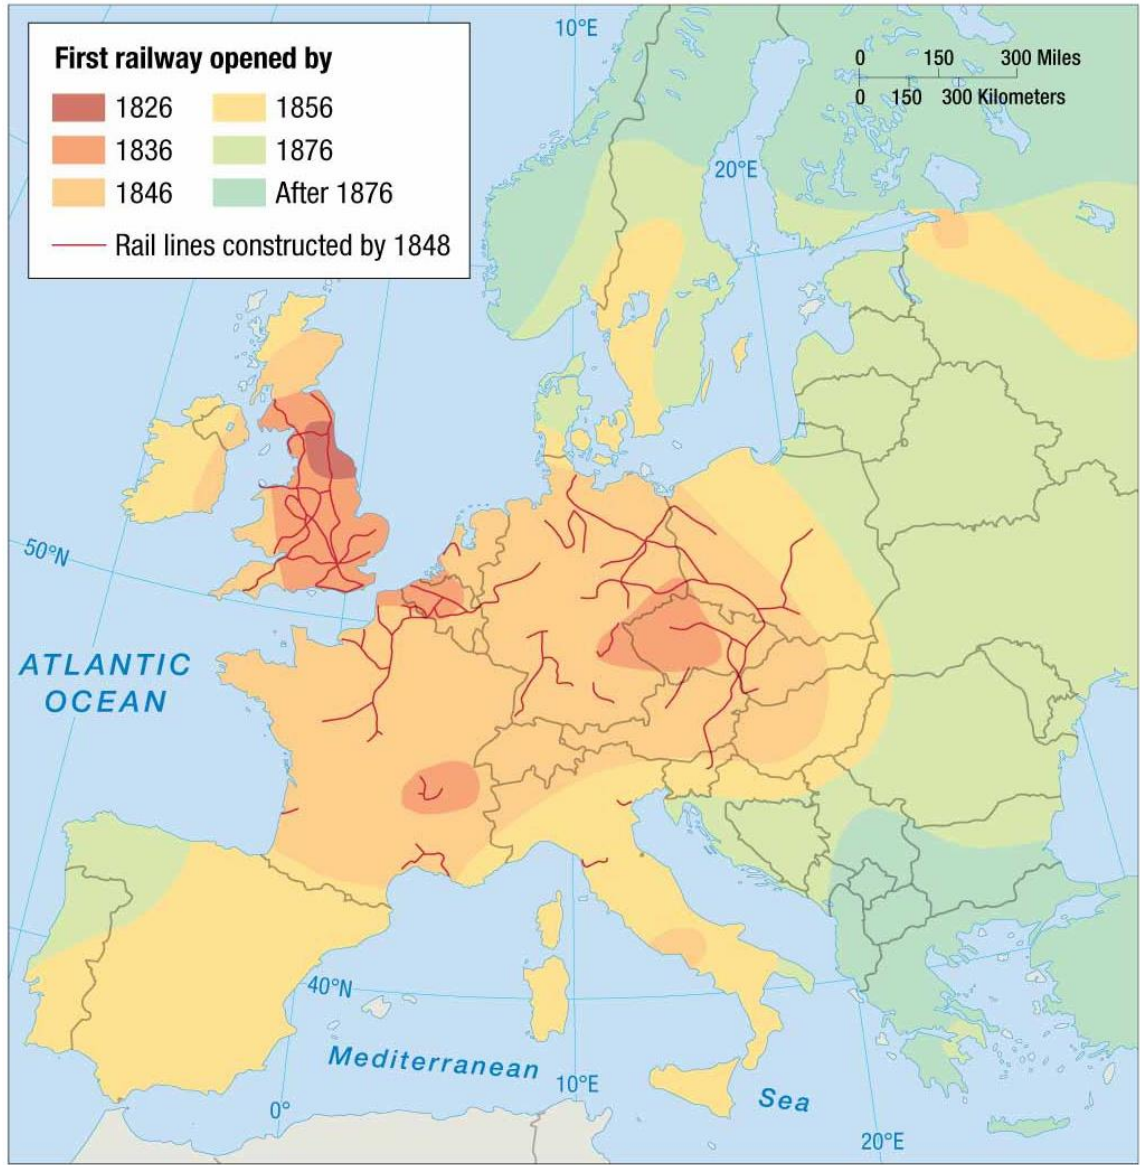 First railway opened by
1826
1856
1836
1876
1846
After 1876
Rail lines constructed by 1848
10°E
0 150 300 Miles
0 150 300 Kilometers
20°E
50°N
ATLANTIC
OCEAN
40°N
Mediterranean
10°E
Sea
0°
20°E